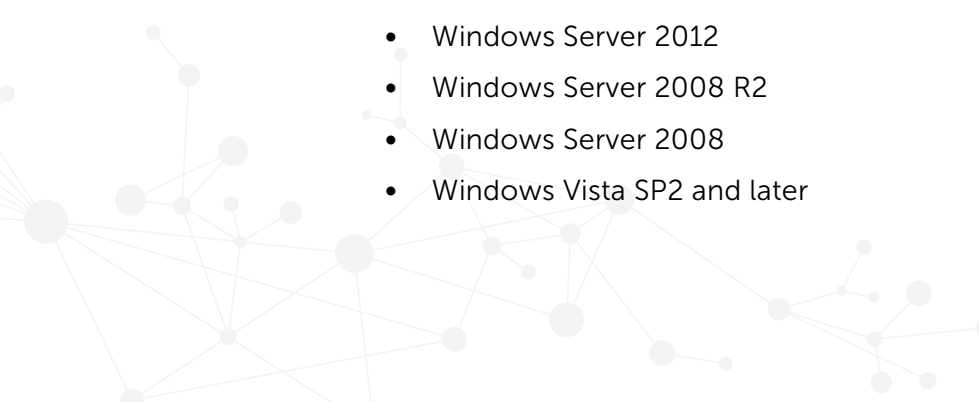 • Windows Server 2012
• Windows Server 2008 R2
• Windows Server 2008
• Windows Vista SP2 and later